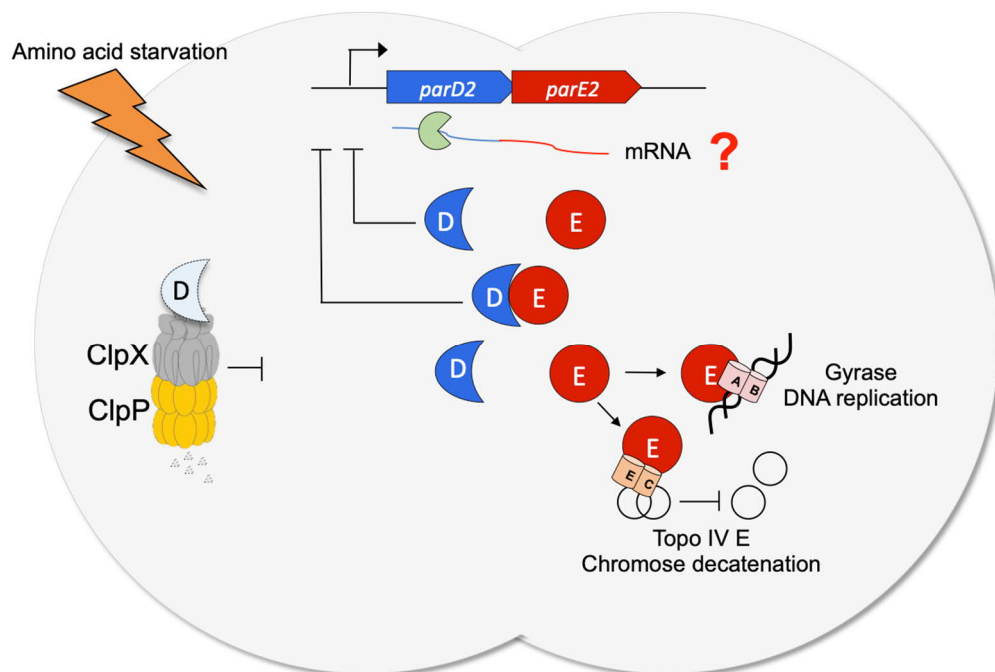 Amino acid starvation
parD2 parE2
mRNA ?
D E
D E
D
ClpX
ClpP
D E E A B
Gyrase
DNA replication
E
E C
Topo IV E
Chromose decatenation